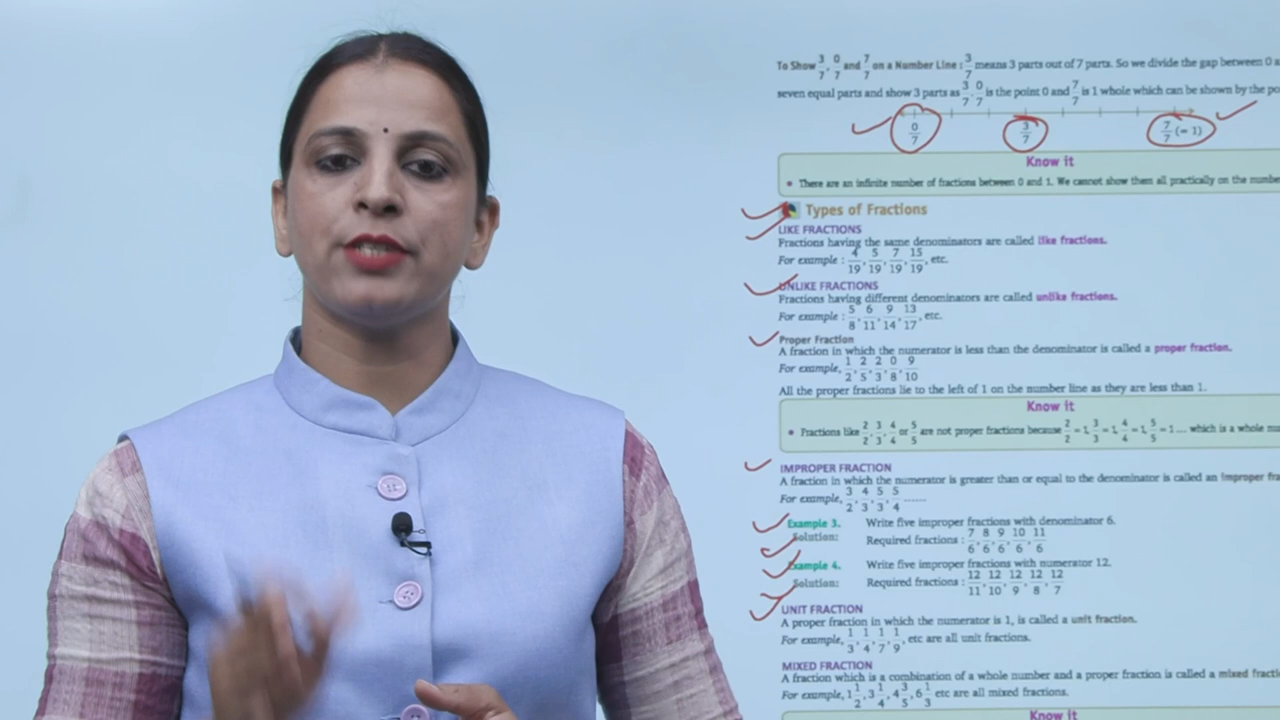 To Show 3/7, 0/7 and 7/7 on a Number Line : 3/7 means 3 parts out of 7 parts. So we divide the gap between 0
seven equal parts and show 3 parts as 3/7. 0/7 is the point 0 and 7/7 is 1 whole which can be shown by the
0/7 3/7 7/7 (= 1)
Know it
• There are an infinite number of fractions between 0 and 1. We cannot show them all practically on the
Types of Fractions
LIKE FRACTIONS
Fractions having the same denominators are called like fractions.
For example : 4/19, 5/19, 7/19, 15/19, etc.
UNLIKE FRACTIONS
Fractions having different denominators are called unlike fractions.
For example : 5/8, 6/11, 9/14, 13/17, etc.
Proper Fraction
A fraction in which the numerator is less than the denominator is called a proper fraction.
For example, 1/2, 2/5, 2/3, 0/8, 9/10
All the proper fractions lie to the left of 1 on the number line as they are less than 1.
Know it
• Fractions like 2/2, 3/3, 4/4 or 5/5 are not proper fractions because 2/2 = 1, 3/3 = 1, 4/4 = 1, 5/5 = 1.... which is a whole
IMPROPER FRACTION
A fraction in which the numerator is greater than or equal to the denominator is called an improper
For example, 3/2, 4/3, 5/3, 5/4 .......
Example 3. Write five improper fractions with denominator 6.
Solution: Required fractions : 7/6, 8/6, 9/6, 10/6, 11/6
Example 4. Write five improper fractions with numerator 12.
Solution: Required fractions : 12/11, 12/10, 12/9, 12/8, 12/7
UNIT FRACTION
A proper fraction in which the numerator is 1, is called a unit fraction.
For example, 1/3, 1/4, 1/7, 1/9, etc are all unit fractions.
MIXED FRACTION
A fraction which is a combination of a whole number and a proper fraction is called a mixed
For example, 1 1/2, 3 1/4, 4 3/5, 6 1/3 etc are all mixed fractions.
Know it